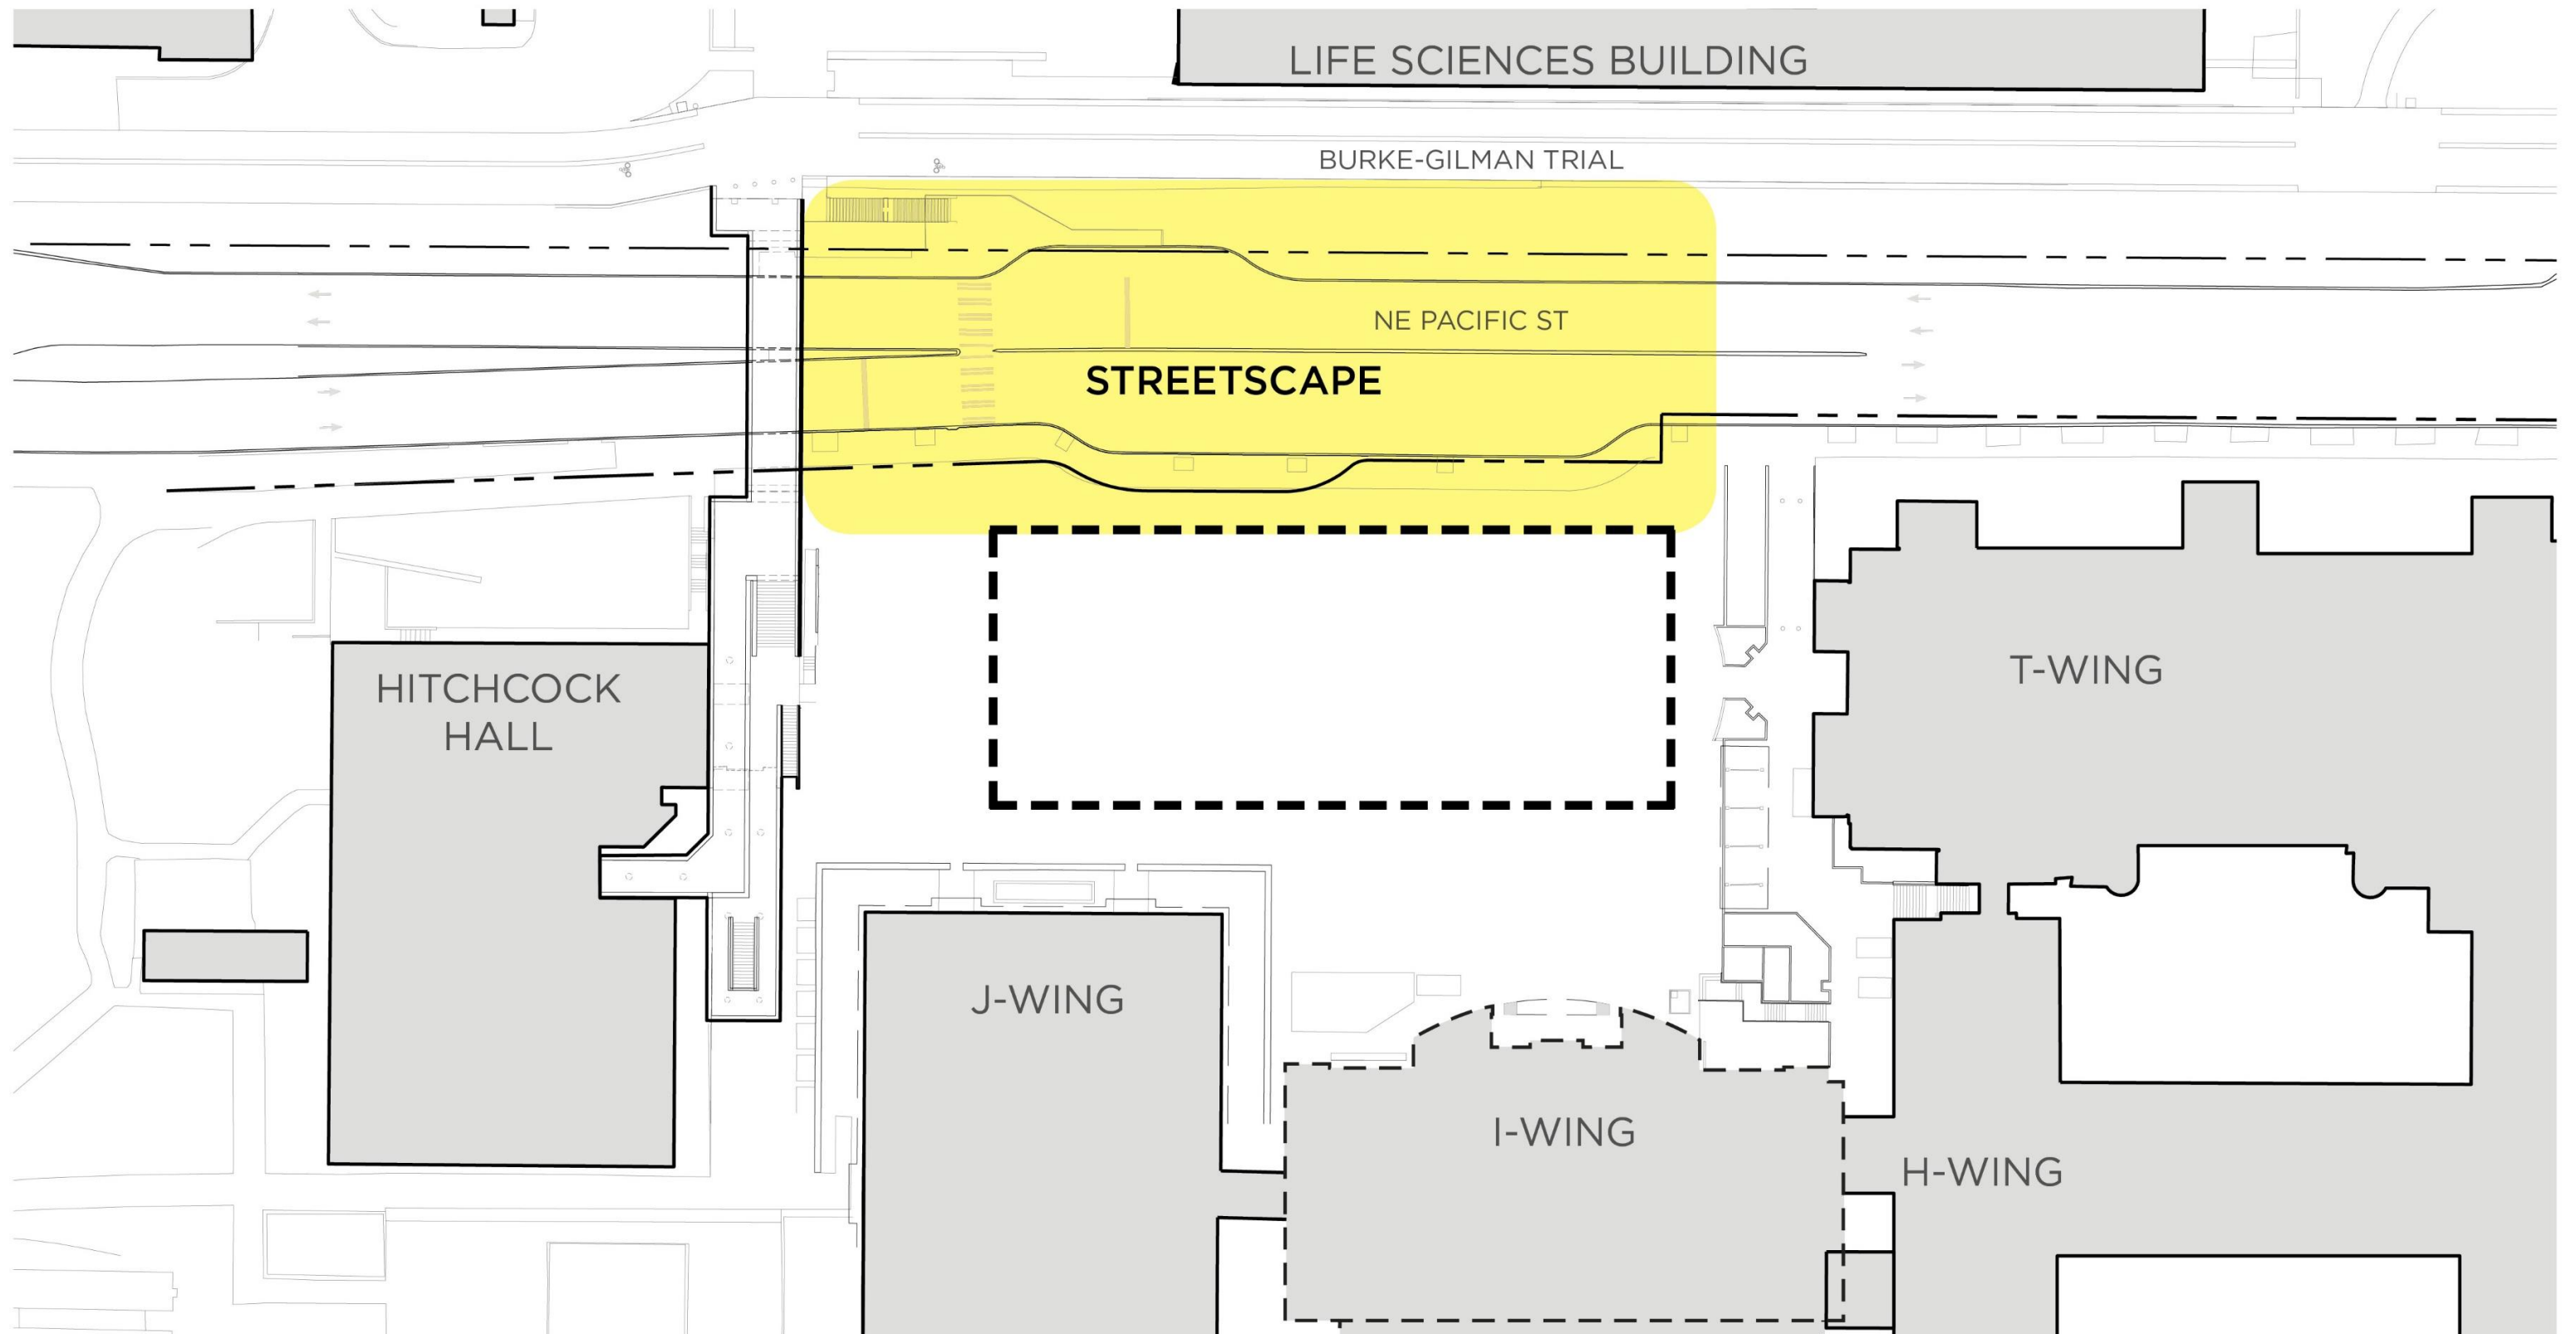 LIFE SCIENCES BUILDING
BURKE-GILMAN TRIAL
NE PACIFIC ST
STREETSCAPE
HITCHCOCK
HALL
T-WING
J-WING
I-WING
H-WING